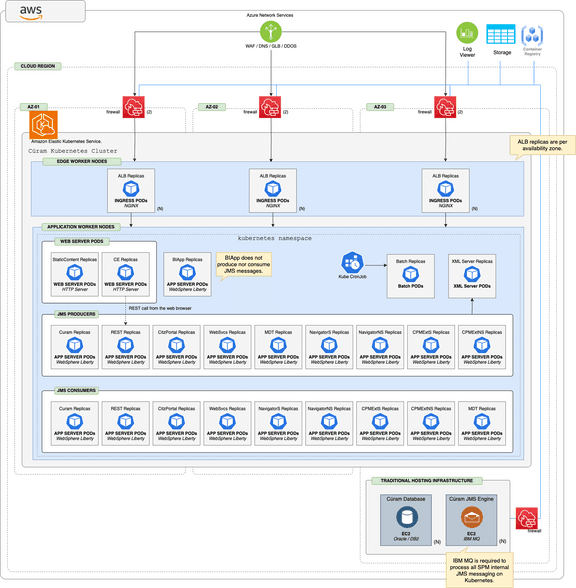 aws
Azure Network Services
WAF / DNS / GLB / DDOS
Log
Viewer
Storage
Container
Registry
CLOUD REGION
AZ-01
AZ-02
AZ-03
firewall
(2)
firewall
(2)
firewall
(2)
Amazon Elastic Kubernetes Service.
Cúram Kubernetes Cluster
ALB replicas are per
availability zone.
EDGE WORKER NODES
ALB Replicas
INGRESS PODs
NGINX
(N)
ALB Replicas
INGRESS PODs
NGINX
(N)
ALB Replicas
INGRESS PODs
NGINX
(N)
APPLICATION WORKER NODES
kubernetes namespace
WEB SERVER PODS
StaticContent Replicas
WEB SERVER PODs
HTTP Server
CE Replicas
WEB SERVER PODs
HTTP Server
BIApp Replicas
APP SERVER PODs
WebSphere Liberty
BIApp does not
produce nor consume
JMS messages.
Kube CronJob
Batch Replicas
Batch PODs
XML Server Replicas
XML Server PODs
REST call from the web browser
JMS PRODUCERS
Curam Replicas
APP SERVER PODs
WebSphere Liberty
REST Replicas
APP SERVER PODs
WebSphere Liberty
CitzPortal Replicas
APP SERVER PODs
WebSphere Liberty
WebSvcs Replicas
APP SERVER PODs
WebSphere Liberty
MDT Replicas
APP SERVER PODs
WebSphere Liberty
NavigatorS Replicas
APP SERVER PODs
WebSphere Liberty
NavigatorNS Replicas
APP SERVER PODs
WebSphere Liberty
CPMExtS Replicas
APP SERVER PODs
WebSphere Liberty
CPMExtNS Replicas
APP SERVER PODs
WebSphere Liberty
JMS CONSUMERS
Curam Replicas
APP SERVER PODs
WebSphere Liberty
REST Replicas
APP SERVER PODs
WebSphere Liberty
CitzPortal Replicas
APP SERVER PODs
WebSphere Liberty
WebSvcs Replicas
APP SERVER PODs
WebSphere Liberty
NavigatorS Replicas
APP SERVER PODs
WebSphere Liberty
NavigatorNS Replicas
APP SERVER PODs
WebSphere Liberty
CPMExtS Replicas
APP SERVER PODs
WebSphere Liberty
CPMExtNS Replicas
APP SERVER PODs
WebSphere Liberty
MDT Replicas
APP SERVER PODs
WebSphere Liberty
TRADITIONAL HOSTING INFRASTRUCTURE
Cúram Database
EC2
Oracle / DB2
(N)
Cúram JMS Engine
EC2
IBM MQ
(N)
firewall
IBM MQ is required to
process all SPM internal
JMS messaging on
Kubernetes.